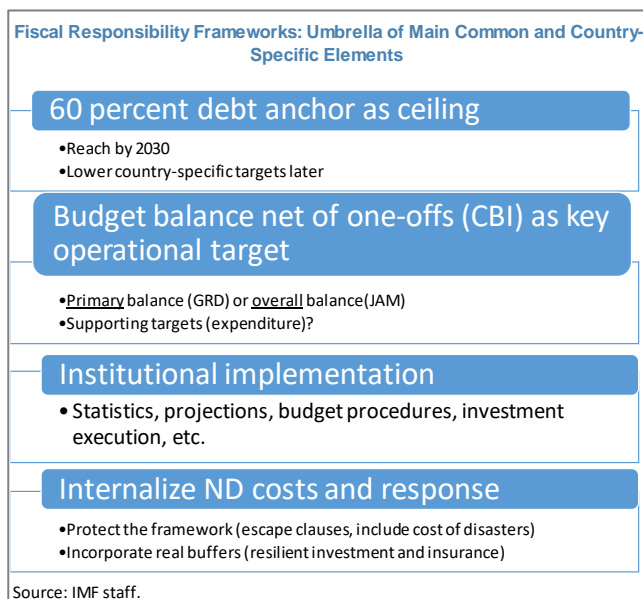 Fiscal Responsibility Frameworks: Umbrella of Main Common and Country-
Specific Elements
60 percent debt anchor as ceiling
•Reach by 2030
•Lower country-specific targets later
Budget balance net of one-offs (CBI) as key
operational target
•Primary balance (GRD) or overall balance(JAM)
•Supporting targets (expenditure)?
Institutional implementation
• Statistics, projections, budget procedures, investment
execution, etc.
Internalize ND costs and response
•Protect the framework (escape clauses, include cost of disasters)
•Incorporate real buffers (resilient investment and insurance)
Source: IMF staff.